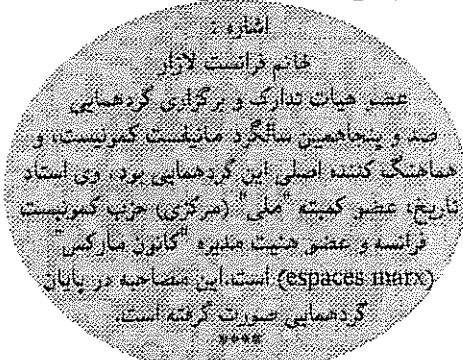 اشاره :
خانم فرانست لازار
عضو هیات تدارک و برگزاری گردهمایی
صد و پنجاهمین سالگرد مانیفست کمونیست، و
هماهنگ کننده اصلی این گردهمایی بود. وی استاد
تاریخ، عضو کمیته "ملی" (مرکزی) حزب کمونیست
فرانسه و عضو هئیت مدیره "کانون مارکس"
(espaces marx) است.این مصاحبه در پایان
گردهمایی صورت گرفته است.
****